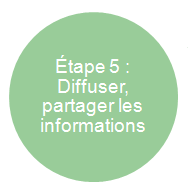 Étape 5 :
Diffuser,
partager les
informations